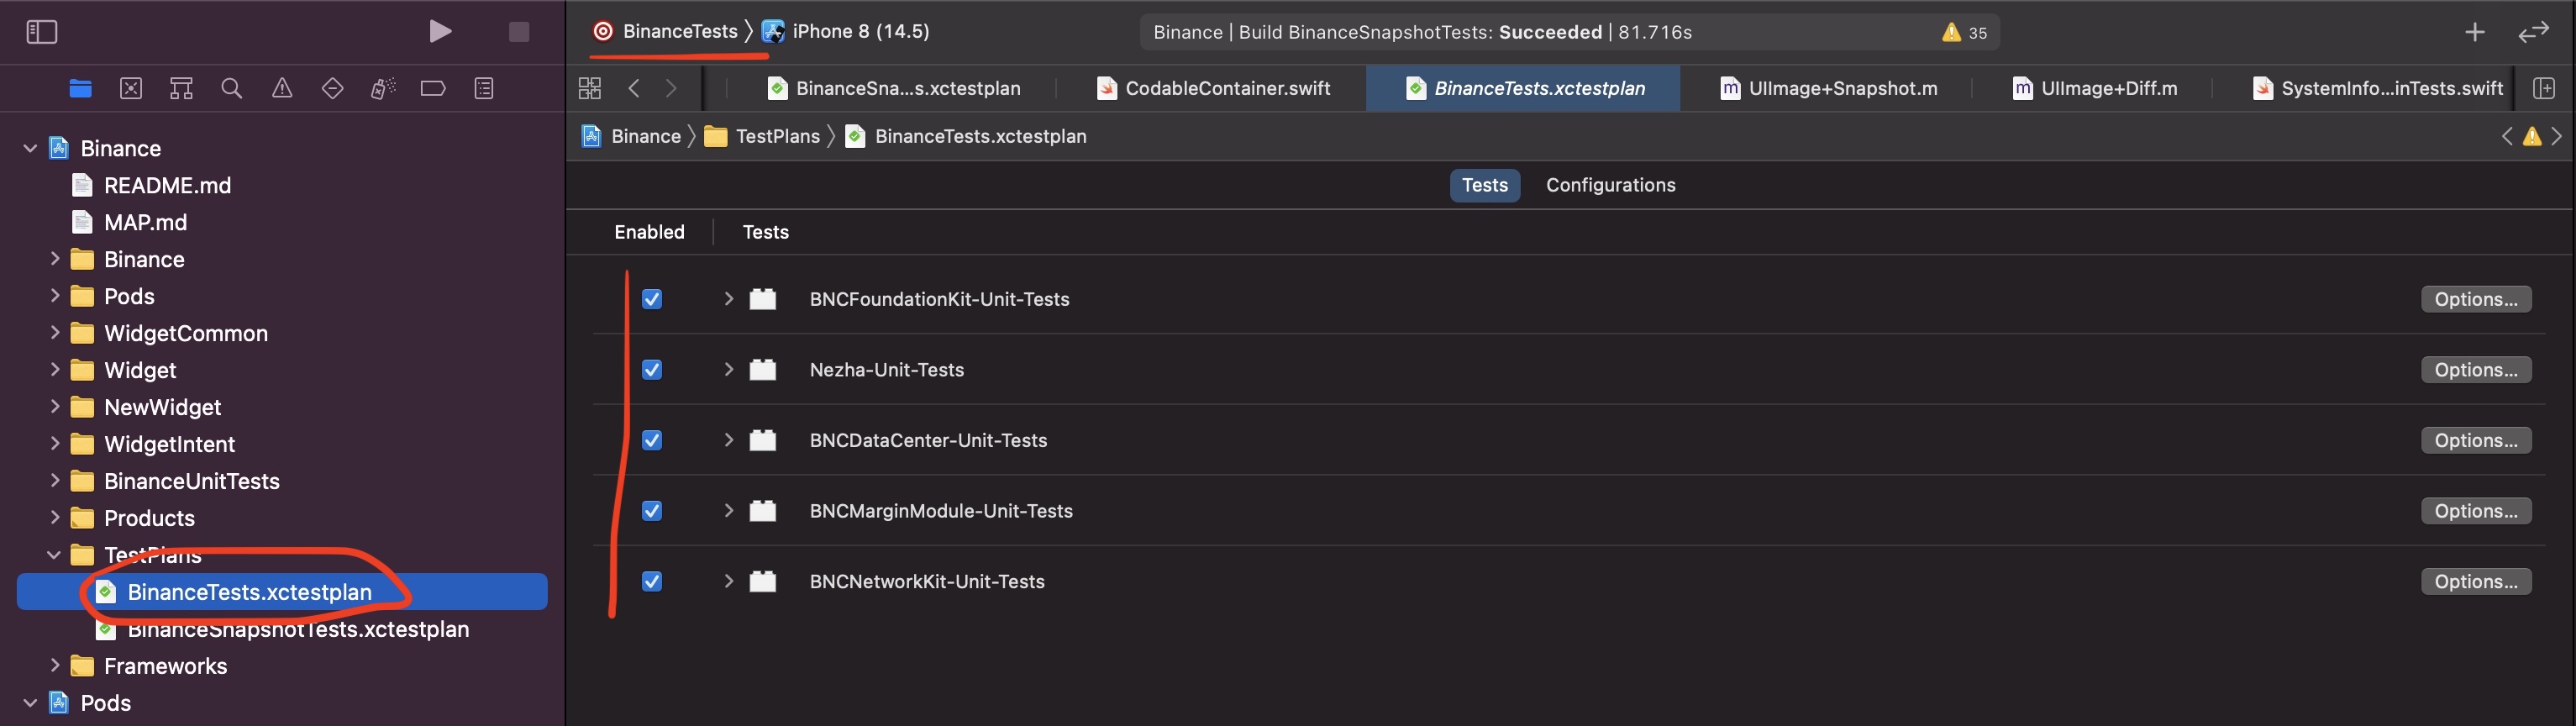 BinanceTests 〉 iPhone 8 (14.5)
Binance | Build BinanceSnapshotTests: Succeeded | 81.716s
35
BinanceSna...s.xctestplan
CodableContainer.swift
BinanceTests.xctestplan
UIImage+Snapshot.m
UIImage+Diff.m
SystemInfo...inTests.swift
Binance 〉 TestPlans 〉 BinanceTests.xctestplan
Tests
Configurations
Enabled
Tests
BNCFoundationKit-Unit-Tests
Options...
Nezha-Unit-Tests
Options...
BNCDataCenter-Unit-Tests
Options...
BNCMarginModule-Unit-Tests
Options...
BNCNetworkKit-Unit-Tests
Options...
Binance
README.md
MAP.md
Binance
Pods
WidgetCommon
Widget
NewWidget
WidgetIntent
BinanceUnitTests
Products
TestPlans
BinanceTests.xctestplan
BinanceSnapshotTests.xctestplan
Frameworks
Pods